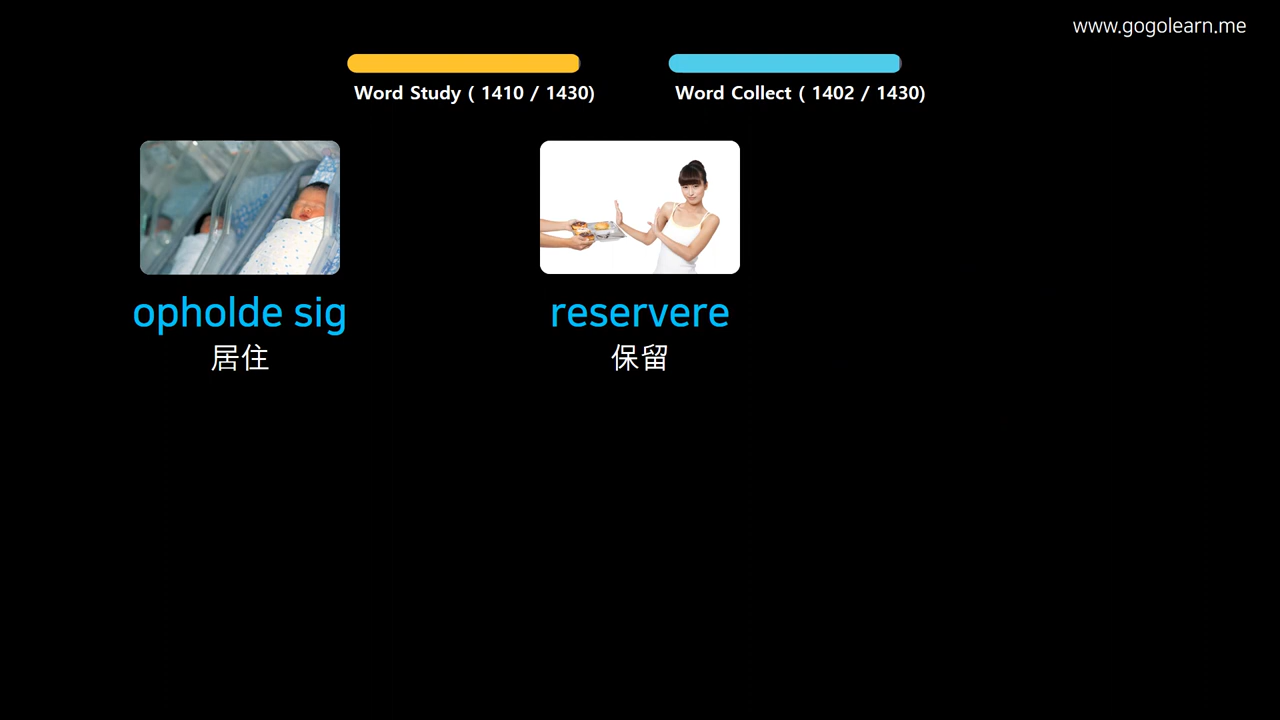 www.gogolearn.me
Word Study ( 1410 / 1430)
Word Collect ( 1402 / 1430)
opholde sig
居住
reservere
保留